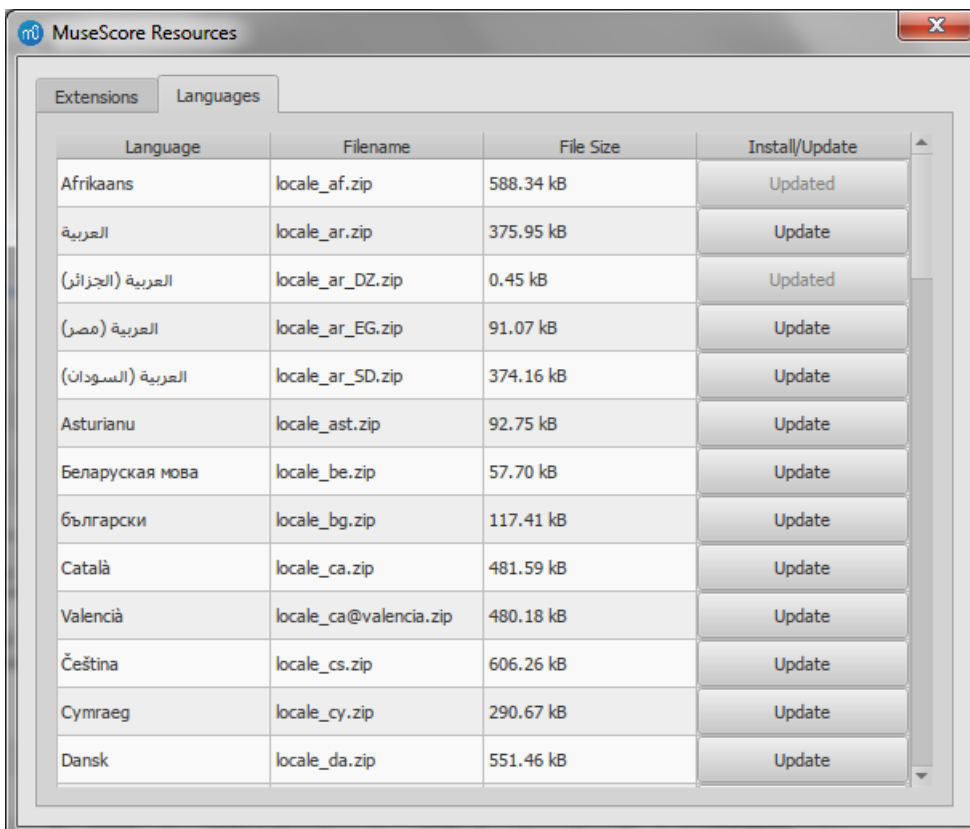 MuseScore Resources
Extensions Languages
Language Filename File Size Install/Update
Afrikaans locale_af.zip 588.34 kB Updated
العربية locale_ar.zip 375.95 kB Update
العربية (الجزائر) locale_ar_DZ.zip 0.45 kB Updated
العربية (مصر) locale_ar_EG.zip 91.07 kB Update
العربية (السودان) locale_ar_SD.zip 374.16 kB Update
Asturianu locale_ast.zip 92.75 kB Update
Беларуская мова locale_be.zip 57.70 kB Update
български locale_bg.zip 117.41 kB Update
Català locale_ca.zip 481.59 kB Update
Valencià locale_ca@valencia.zip 480.18 kB Update
Čeština locale_cs.zip 606.26 kB Update
Cymraeg locale_cy.zip 290.67 kB Update
Dansk locale_da.zip 551.46 kB Update